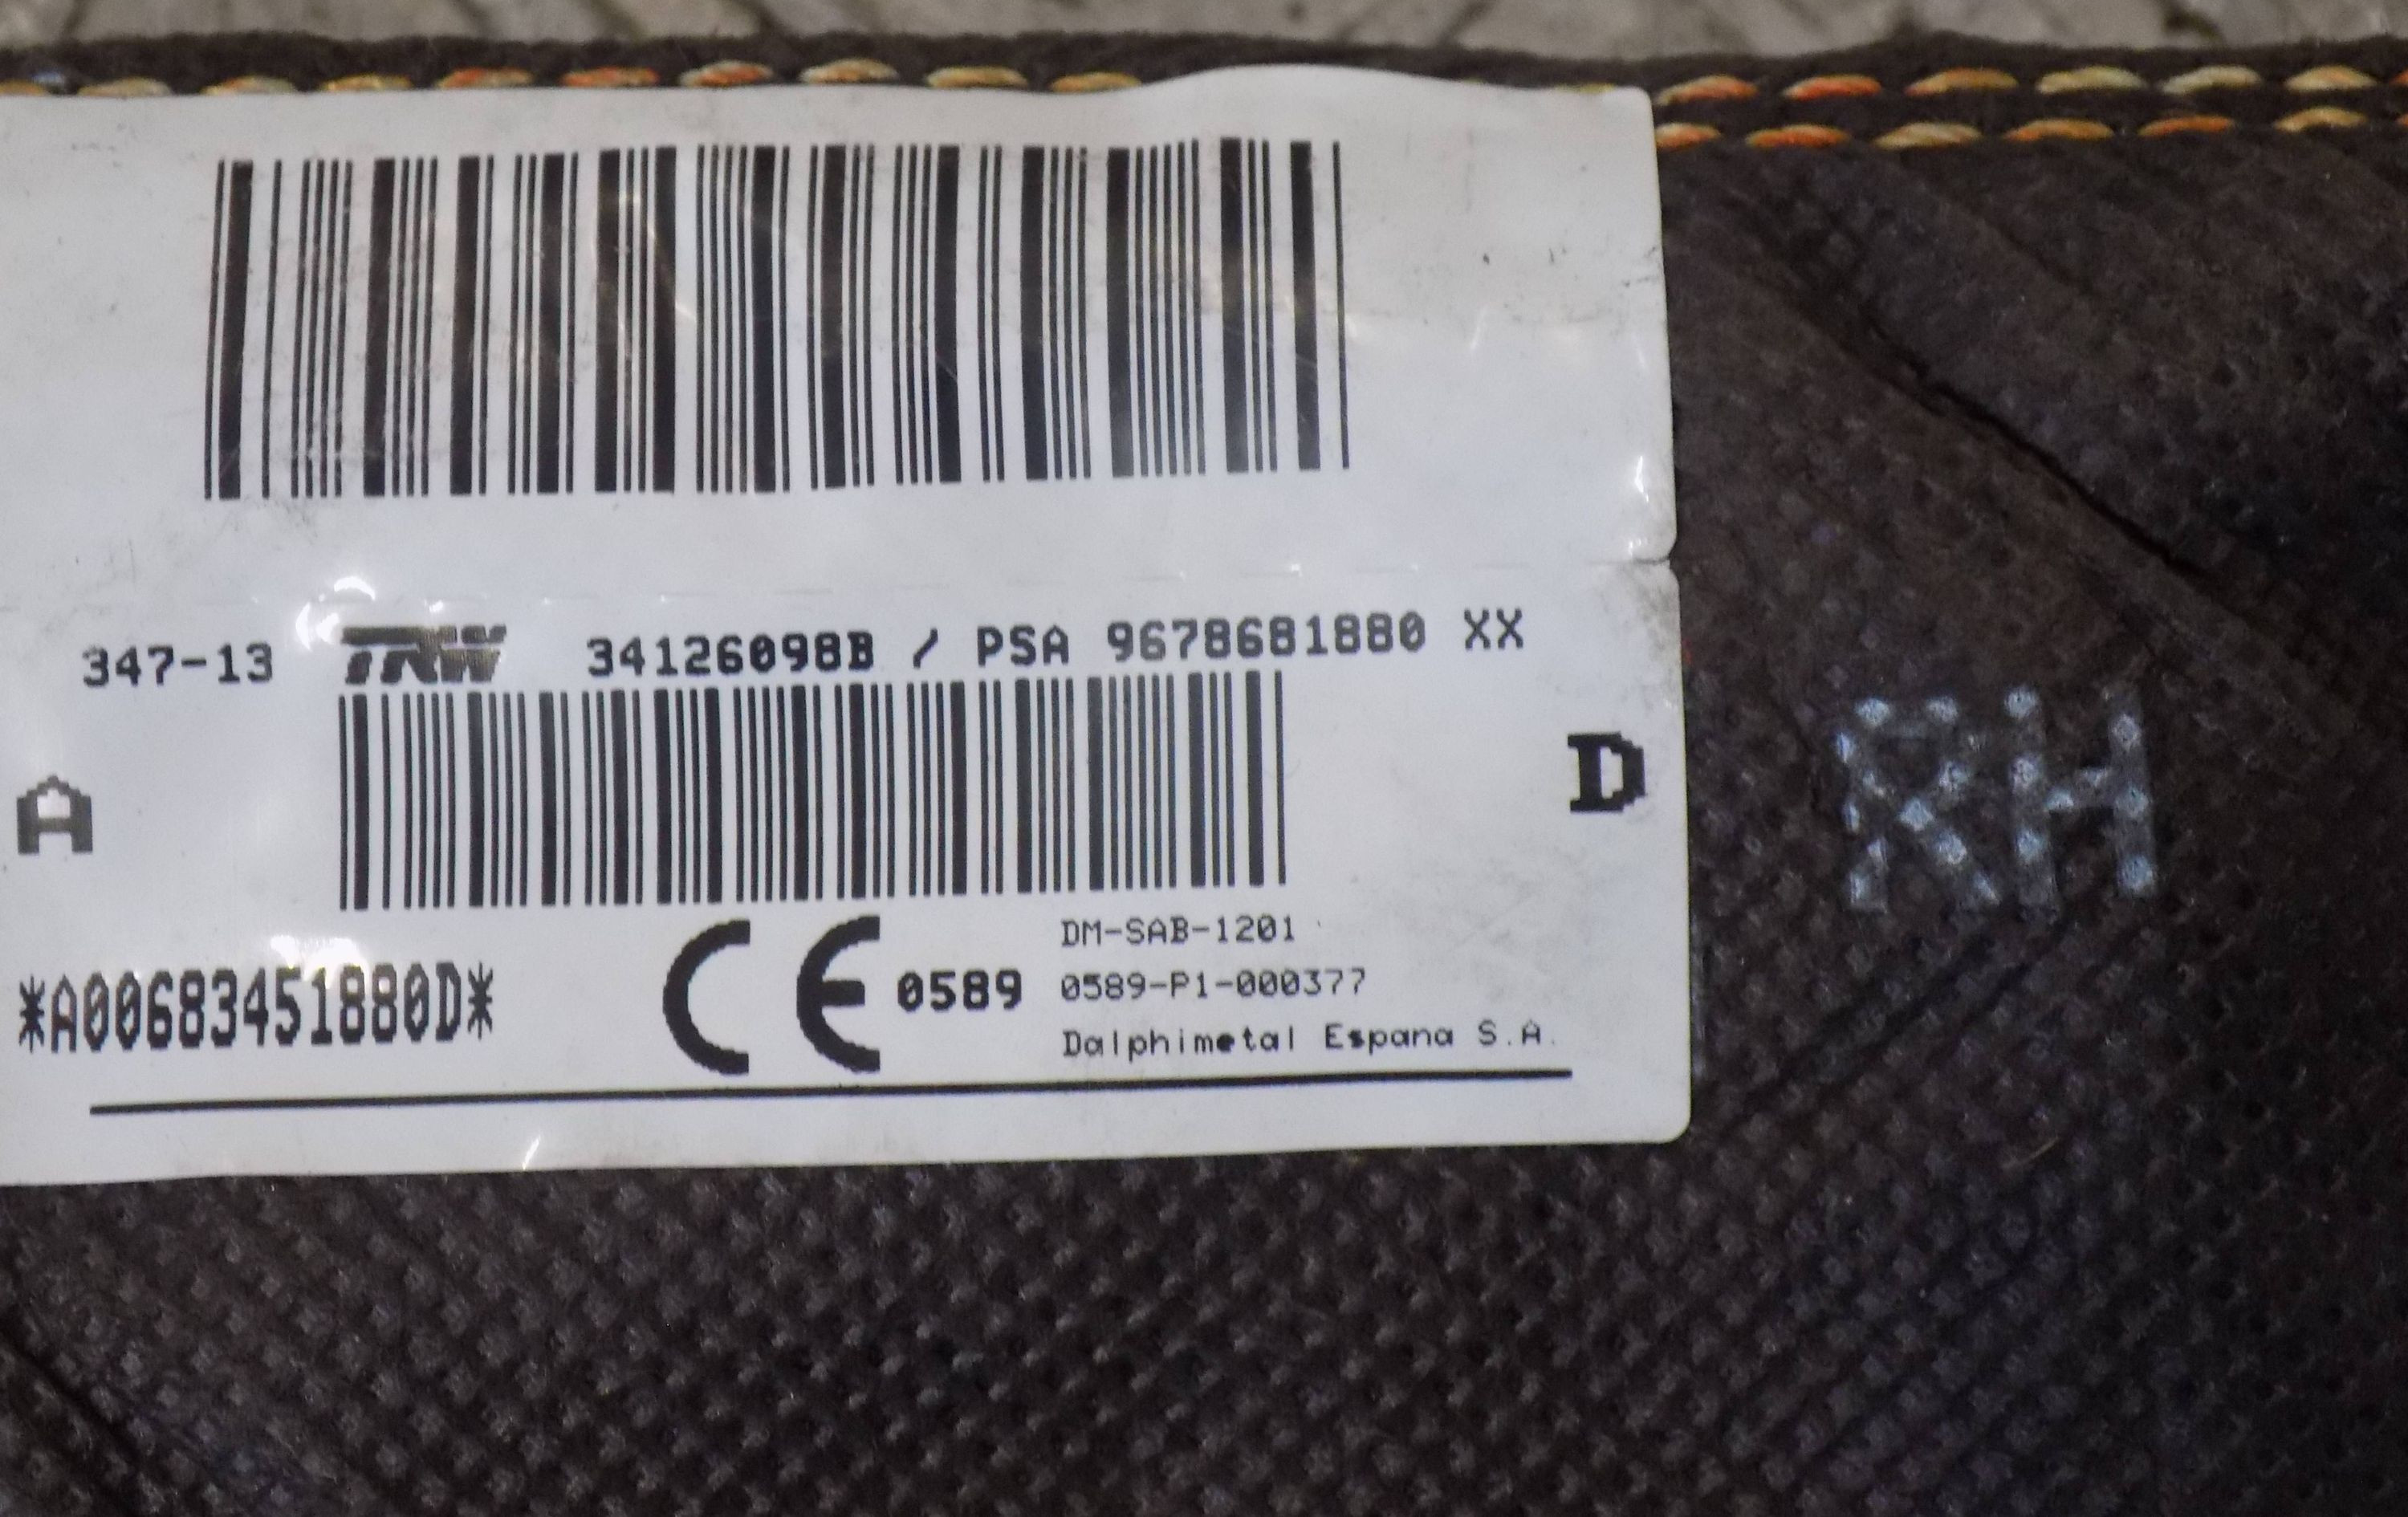 347-13 TRW 34126098B / PSA 9678681880 XX
A D
RH
*A00683451880D*
CE 0589
DM-SAB-1201
0589-P1-000377
Dalphimetal Espana S.A.